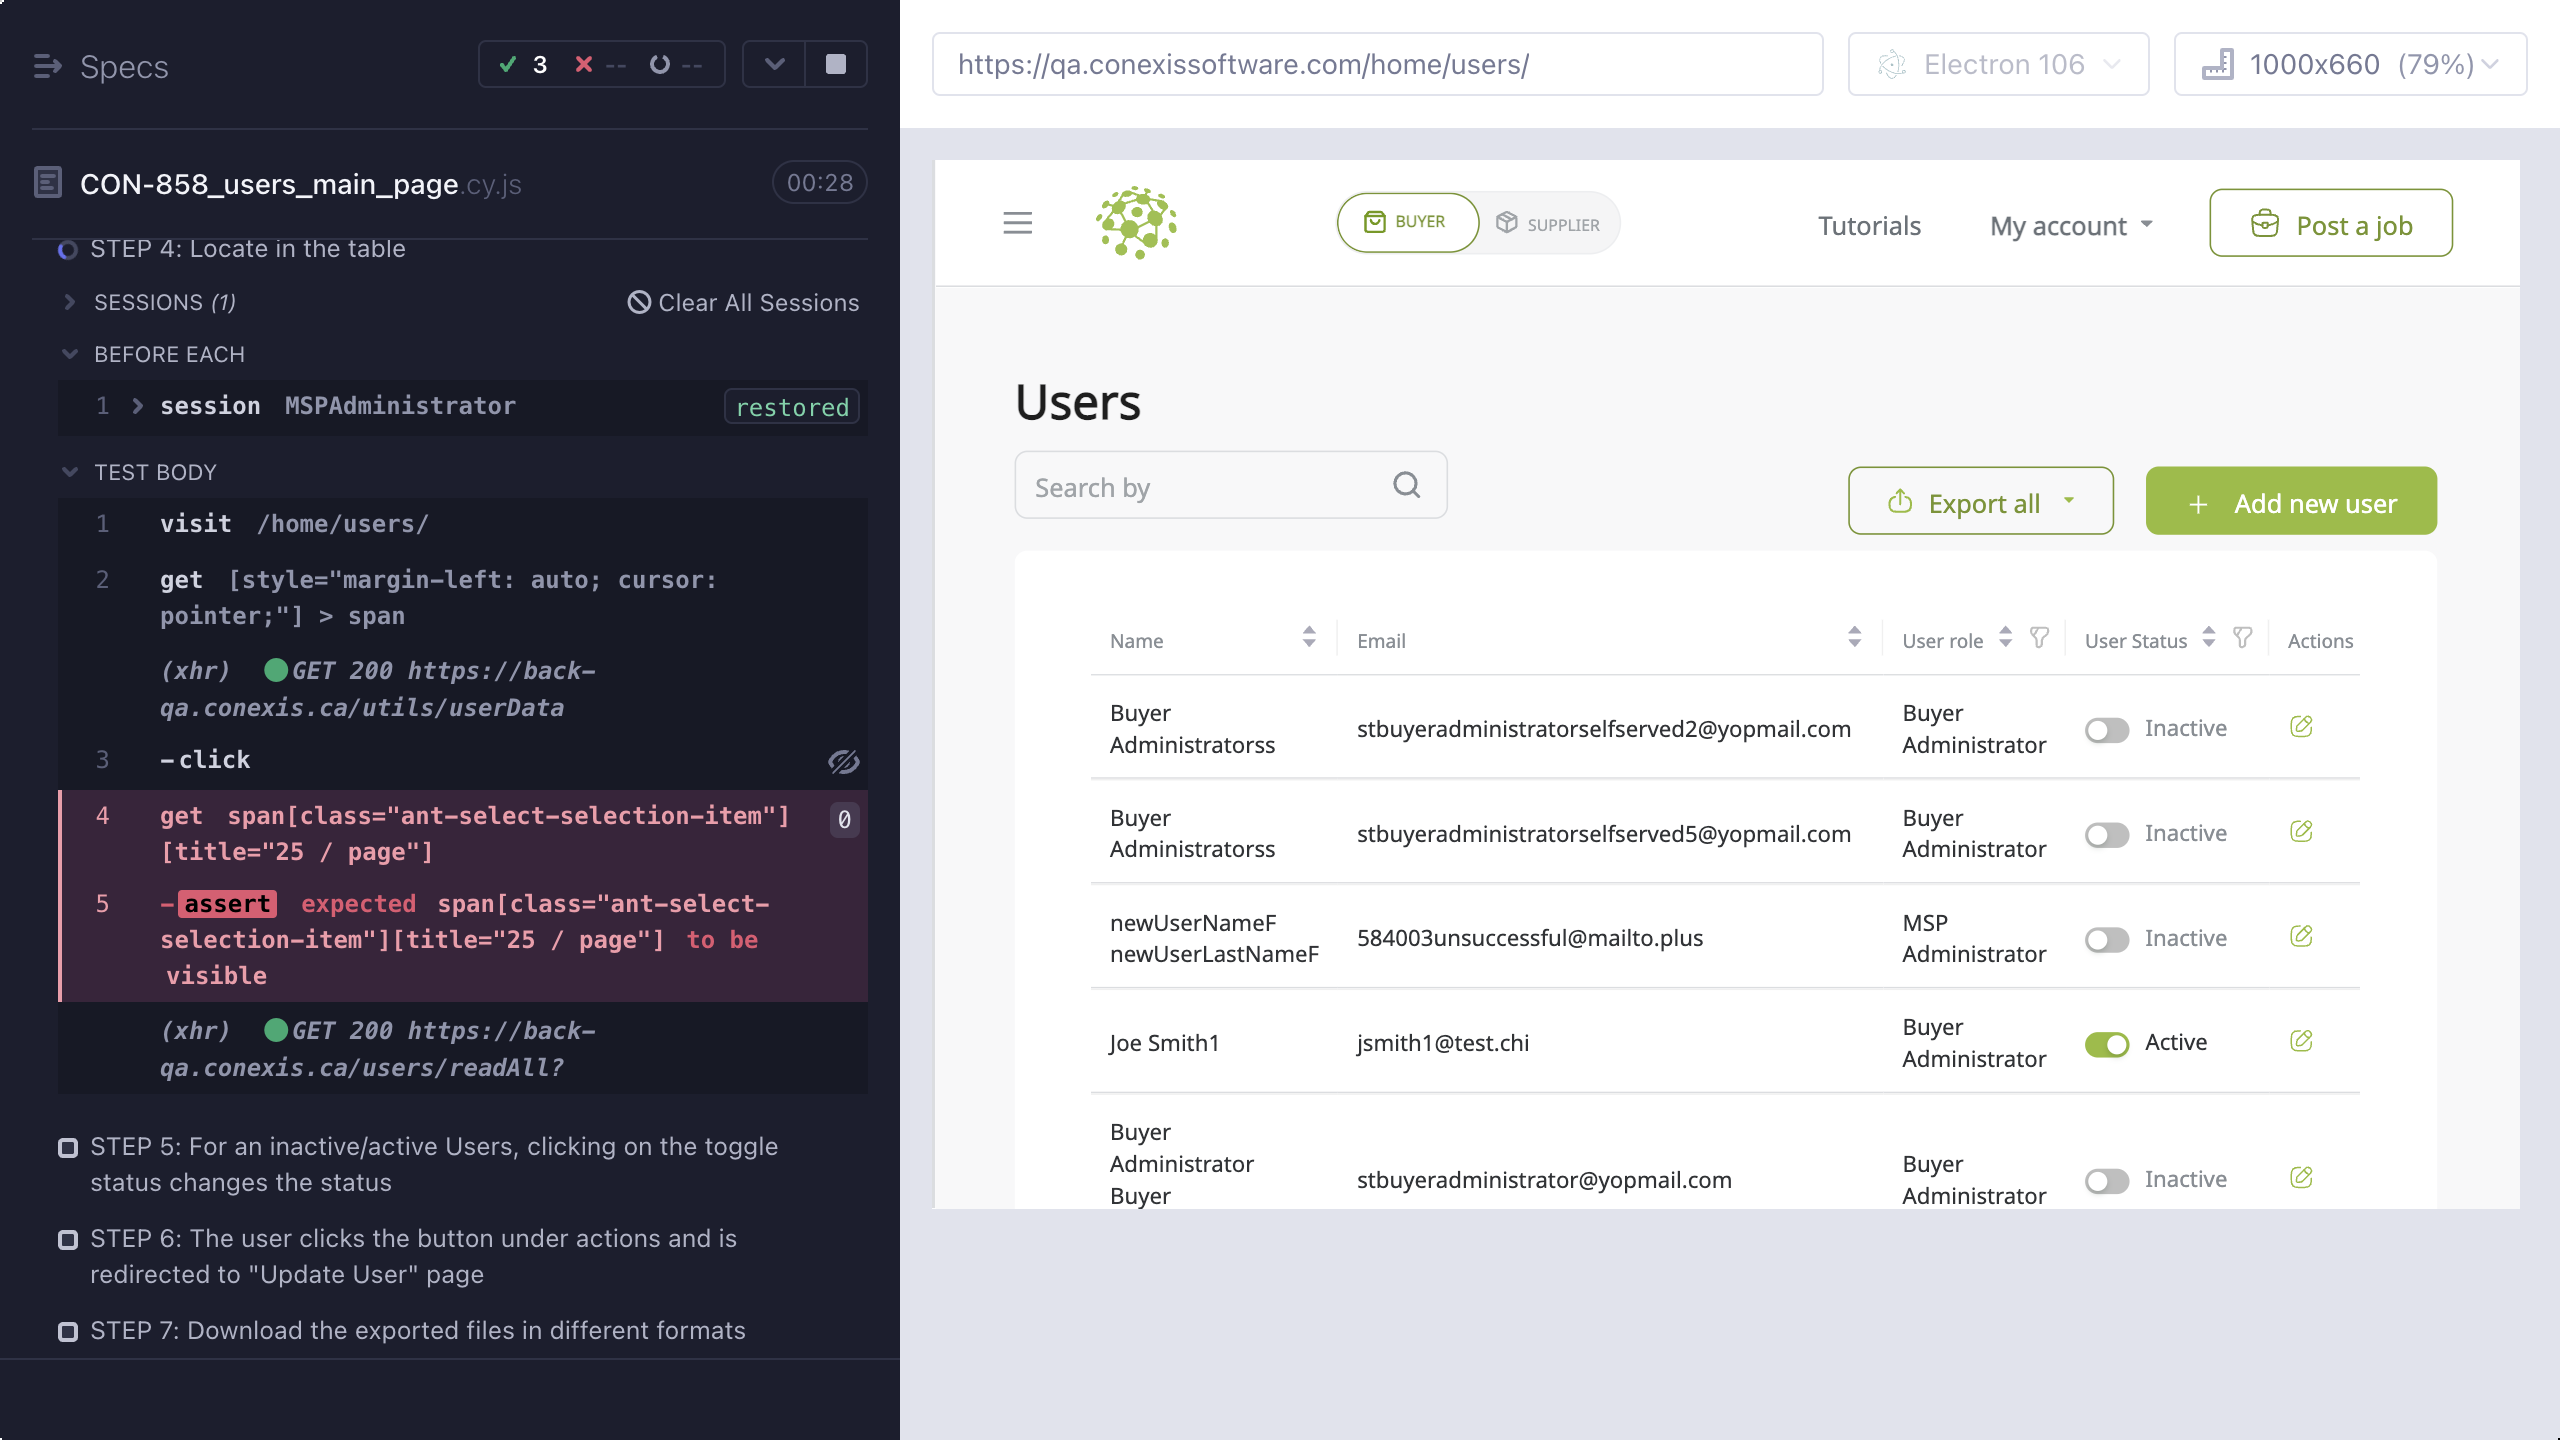 Specs
3
--
--
CON-858_users_main_page.cy.js
00:28
STEP 4: Locate in the table
SESSIONS (1)
Clear All Sessions
BEFORE EACH
1 session MSPAdministrator restored
TEST BODY
1 visit /home/users/
2 get [style="margin-left: auto; cursor:
pointer;"] > span
(xhr) GET 200 https://back-
qa.conexis.ca/utils/userData
3 -click
4 get span[class="ant-select-selection-item"] 0
[title="25 / page"]
5 -assert expected span[class="ant-select-
selection-item"][title="25 / page"] to be
visible
(xhr) GET 200 https://back-
qa.conexis.ca/users/readAll?
STEP 5: For an inactive/active Users, clicking on the toggle
status changes the status
STEP 6: The user clicks the button under actions and is
redirected to "Update User" page
STEP 7: Download the exported files in different formats
https://qa.conexissoftware.com/home/users/
Electron 106
1000x660 (79%)
BUYER
SUPPLIER
Tutorials
My account
Post a job
Users
Search by
Export all
+ Add new user
Name Email User role User Status Actions
Buyer
Administratorss
stbuyeradministratorselfserved2@yopmail.com
Buyer
Administrator
Inactive
Buyer
Administratorss
stbuyeradministratorselfserved5@yopmail.com
Buyer
Administrator
Inactive
newUserNameF
newUserLastNameF
584003unsuccessful@mailto.plus
MSP
Administrator
Inactive
Joe Smith1
jsmith1@test.chi
Buyer
Administrator
Active
Buyer
Administrator
Buyer
stbuyeradministrator@yopmail.com
Buyer
Administrator
Inactive